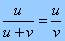 u/(u+v) = u/v